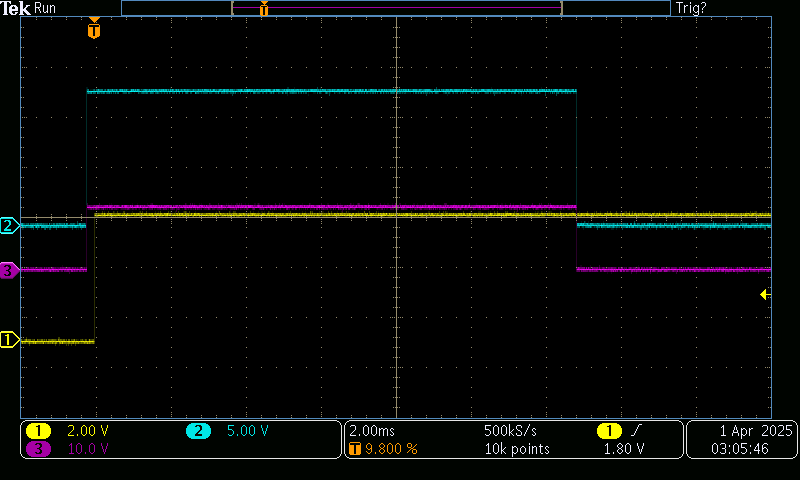 Tek Run Trig?
T
T
2
3
1
1 2.00 V 2 5.00 V
3 10.0 V
2.00ms 500kS/s 1
T 9.800 % 10k points 1.80 V
1 Apr 2025
03:05:46